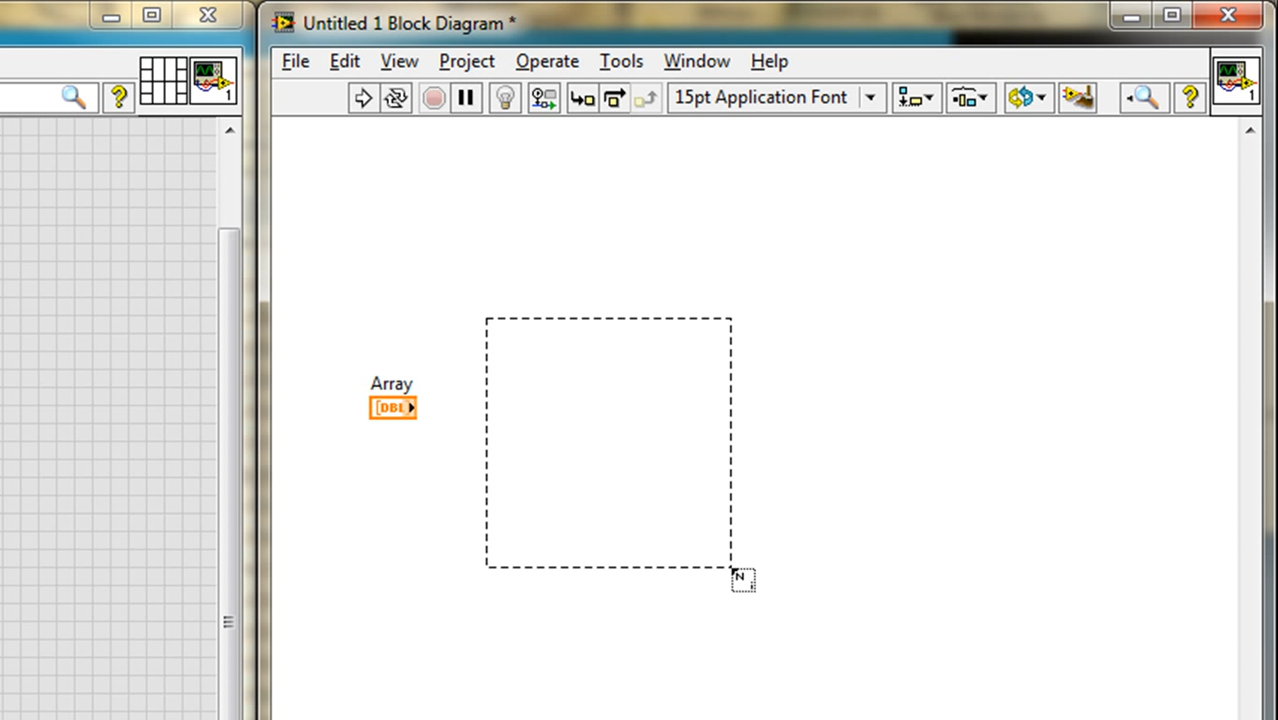 Untitled 1 Block Diagram *
File Edit View Project Operate Tools Window Help
15pt Application Font
1
1
Array
[DBL
N
i